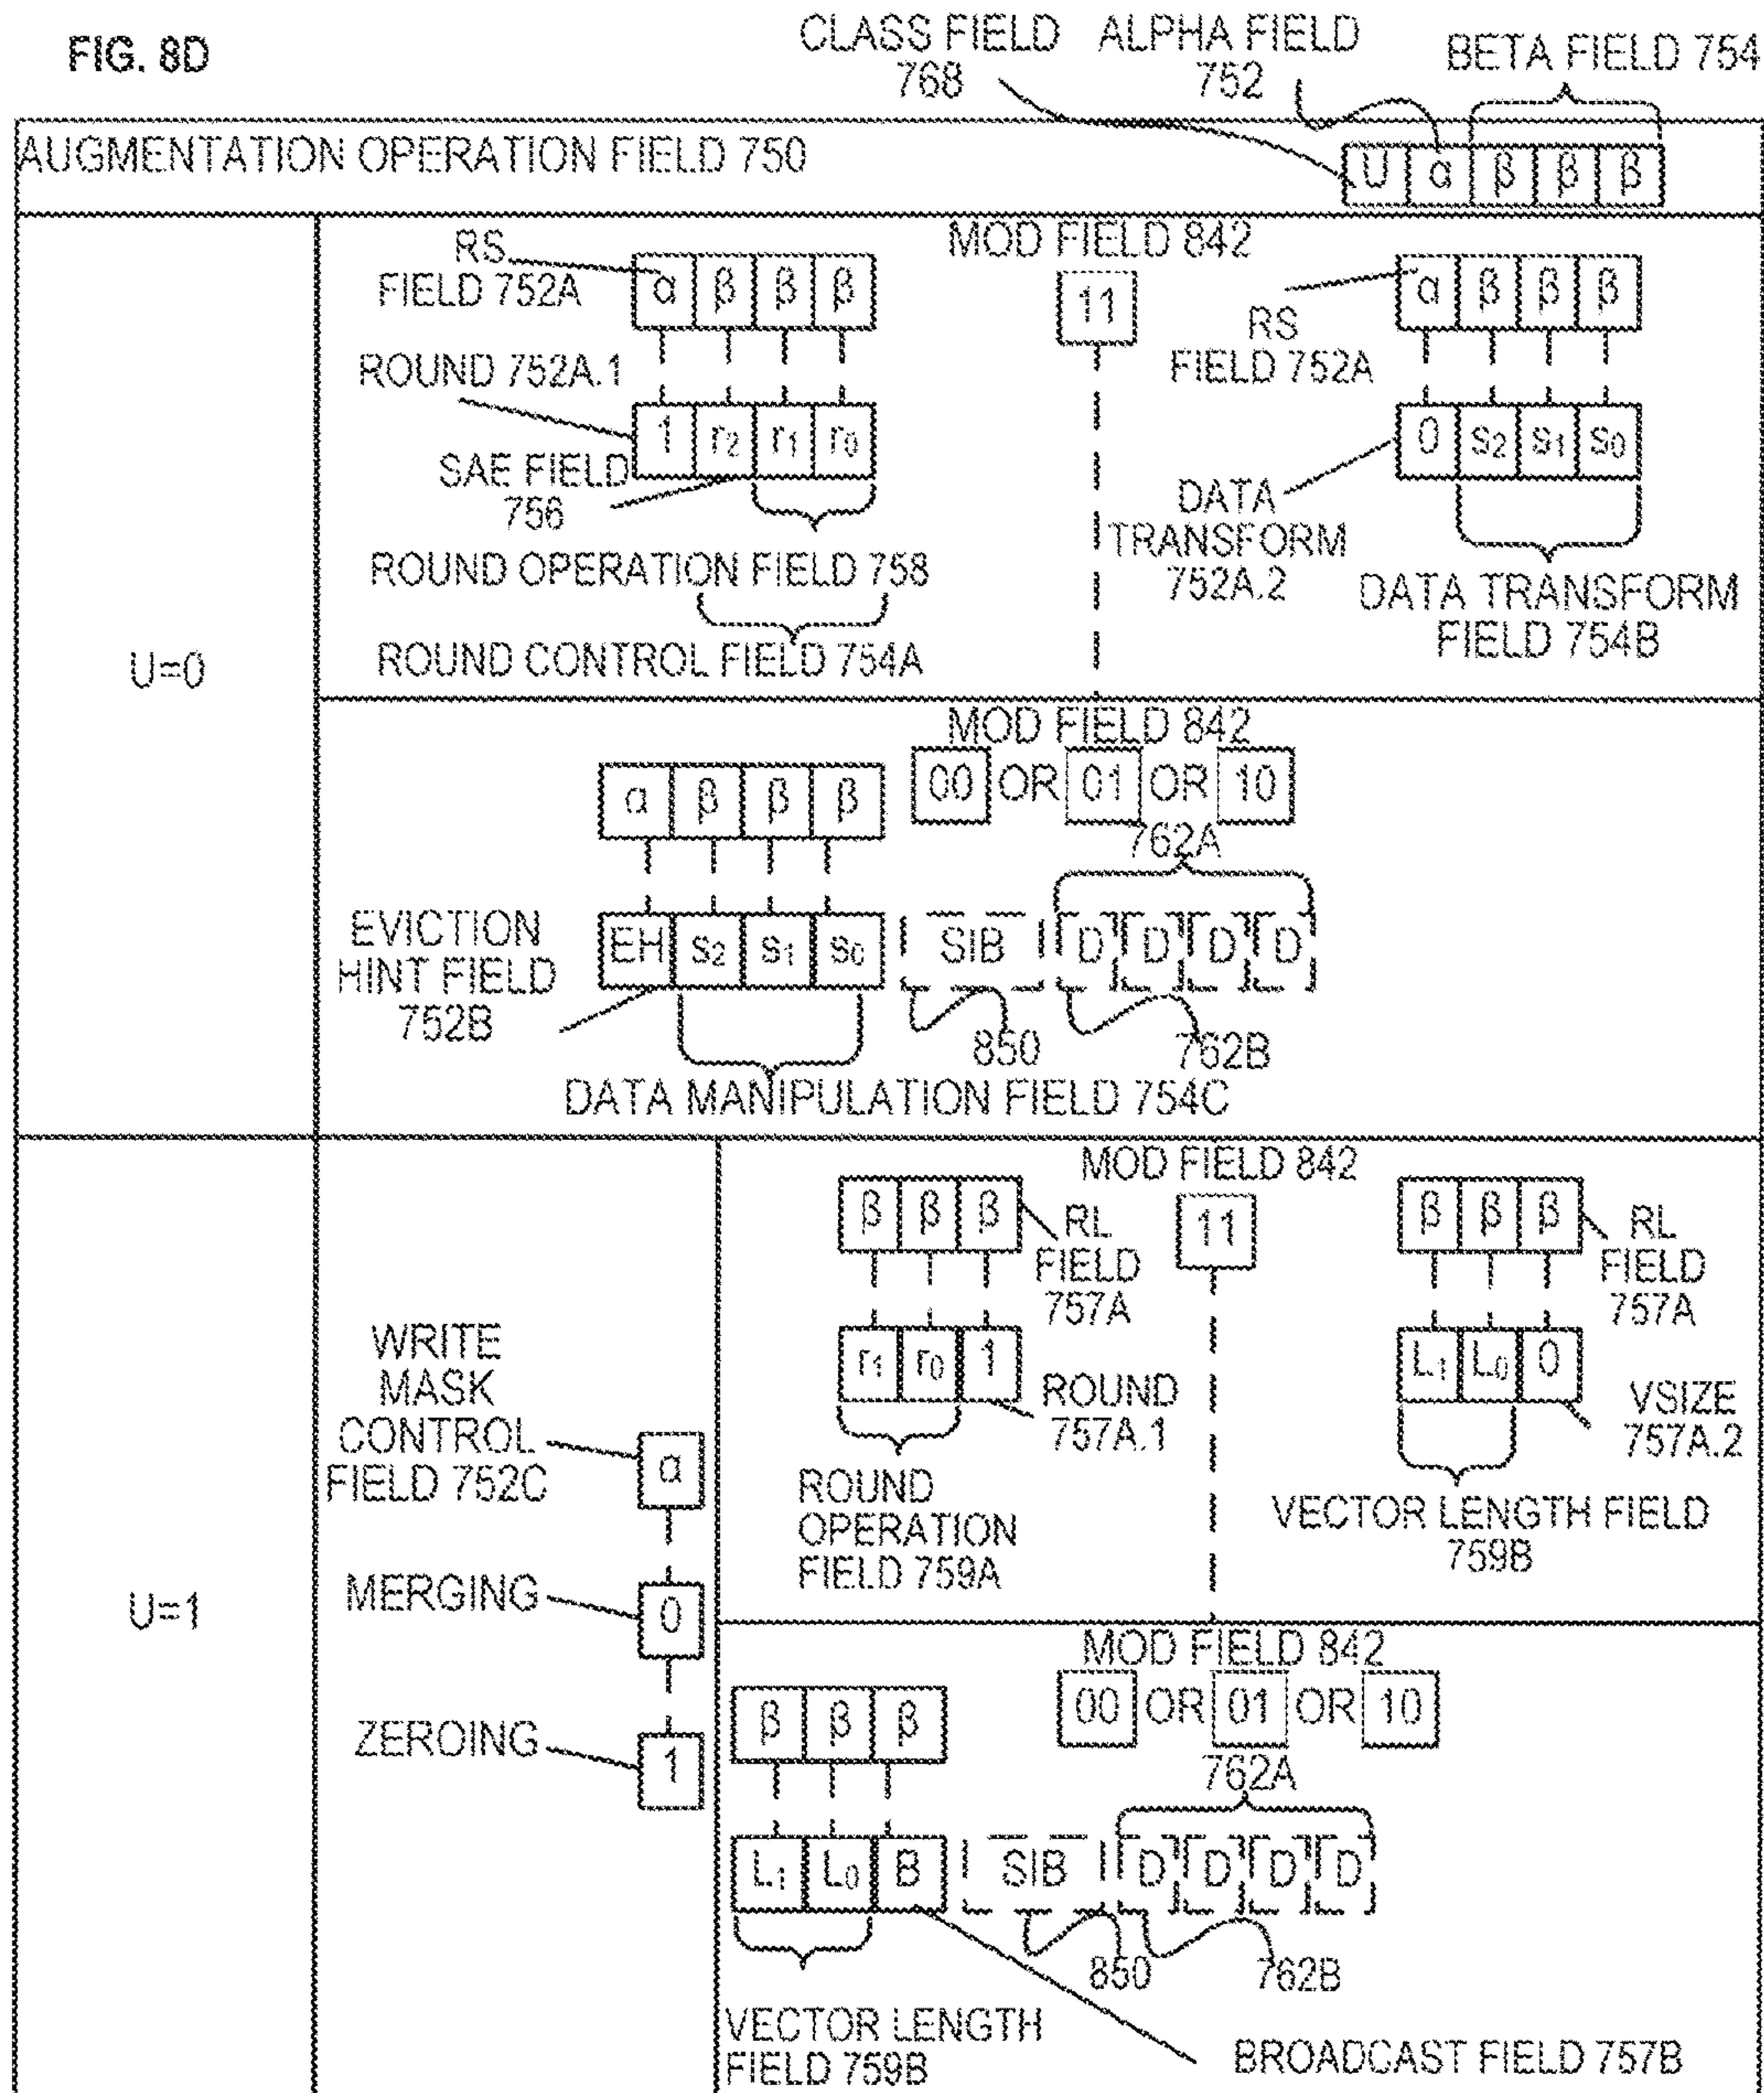 FIG. 8D
CLASS FIELD
768
ALPHA FIELD
752
BETA FIELD 754
AUGMENTATION OPERATION FIELD 750
U α β β β
U=0
MOD FIELD 842
11
RS
FIELD 752A
α β β β
ROUND 752A.1
1 r2 r1 r0
SAE FIELD
756
ROUND OPERATION FIELD 758
ROUND CONTROL FIELD 754A
α β β β
RS
FIELD 752A
0 s2 s1 s0
DATA
TRANSFORM
752A.2
DATA TRANSFORM
FIELD 754B
MOD FIELD 842
00 OR 01 OR 10
α β β β
762A
EVICTION
HINT FIELD
752B
EH s2 s1 s0 SIB D D D D
850
762B
DATA MANIPULATION FIELD 754C
U=1
WRITE
MASK
CONTROL
FIELD 752C
α
MERGING
0
ZEROING
1
MOD FIELD 842
11
β β β
RL
FIELD
757A
r1 r0 1
ROUND
757A.1
ROUND
OPERATION
FIELD 759A
β β β
RL
FIELD
757A
L1 L0 0
VSIZE
757A.2
VECTOR LENGTH FIELD
759B
MOD FIELD 842
00 OR 01 OR 10
β β β
762A
L1 L0 B SIB D D D D
850
762B
VECTOR LENGTH
FIELD 759B
BROADCAST FIELD 757B